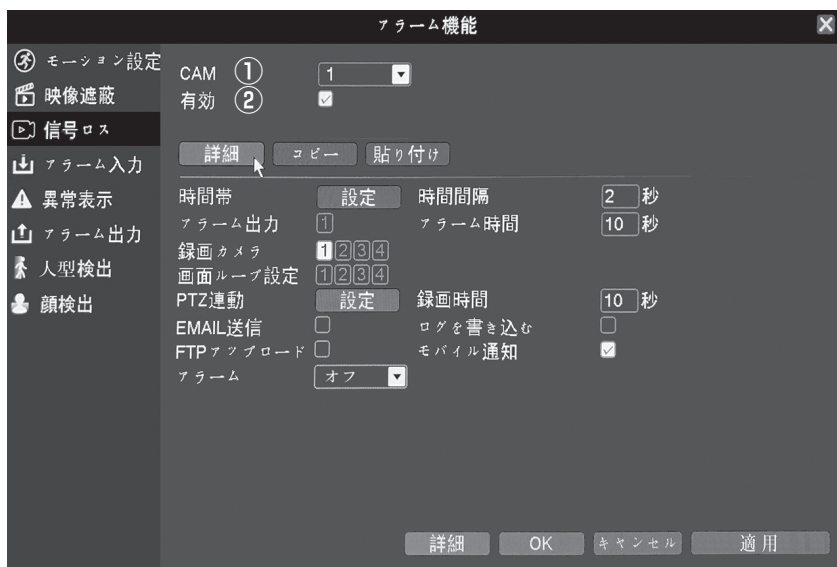 アラーム機能
モーション設定
映像遮蔽
信号ロス
アラーム入力
異常表示
アラーム出力
人型検出
顔検出
CAM ① 1
有効 ②
詳細 コピー 貼り付け
時間帯 設定 時間間隔 2 秒
アラーム出力 1 アラーム時間 10 秒
録画カメラ 1 2 3 4
画面ループ設定 1 2 3 4
PTZ連動 設定 録画時間 10 秒
EMAIL送信 ログを書き込む
FTPアップロード モバイル通知
アラーム オフ
詳細 OK キャンセル 適用